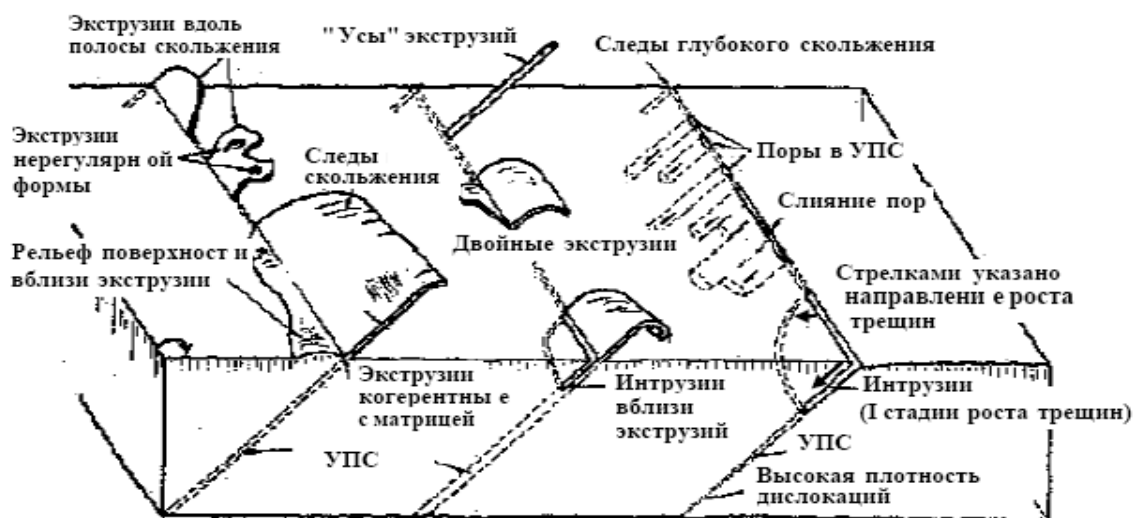 Экструзии вдоль
полосы скольжения
"Усы" экструзий
Следы глубокого скольжения
Экструзии
нерегулярн ой
формы
Следы
скольжения
Поры в УПС
Слияние пор
Двойные экструзии
Рельеф поверхност и
вблизи экструзии
Стрелками указано
направлени е роста
трещин
Экструзии
когерентны е
с матрицей
Интрузии
вблизи
экструзий
Интрузии
(I стадии роста трещин)
УПС
УПС
Высокая плотность
дислокаций